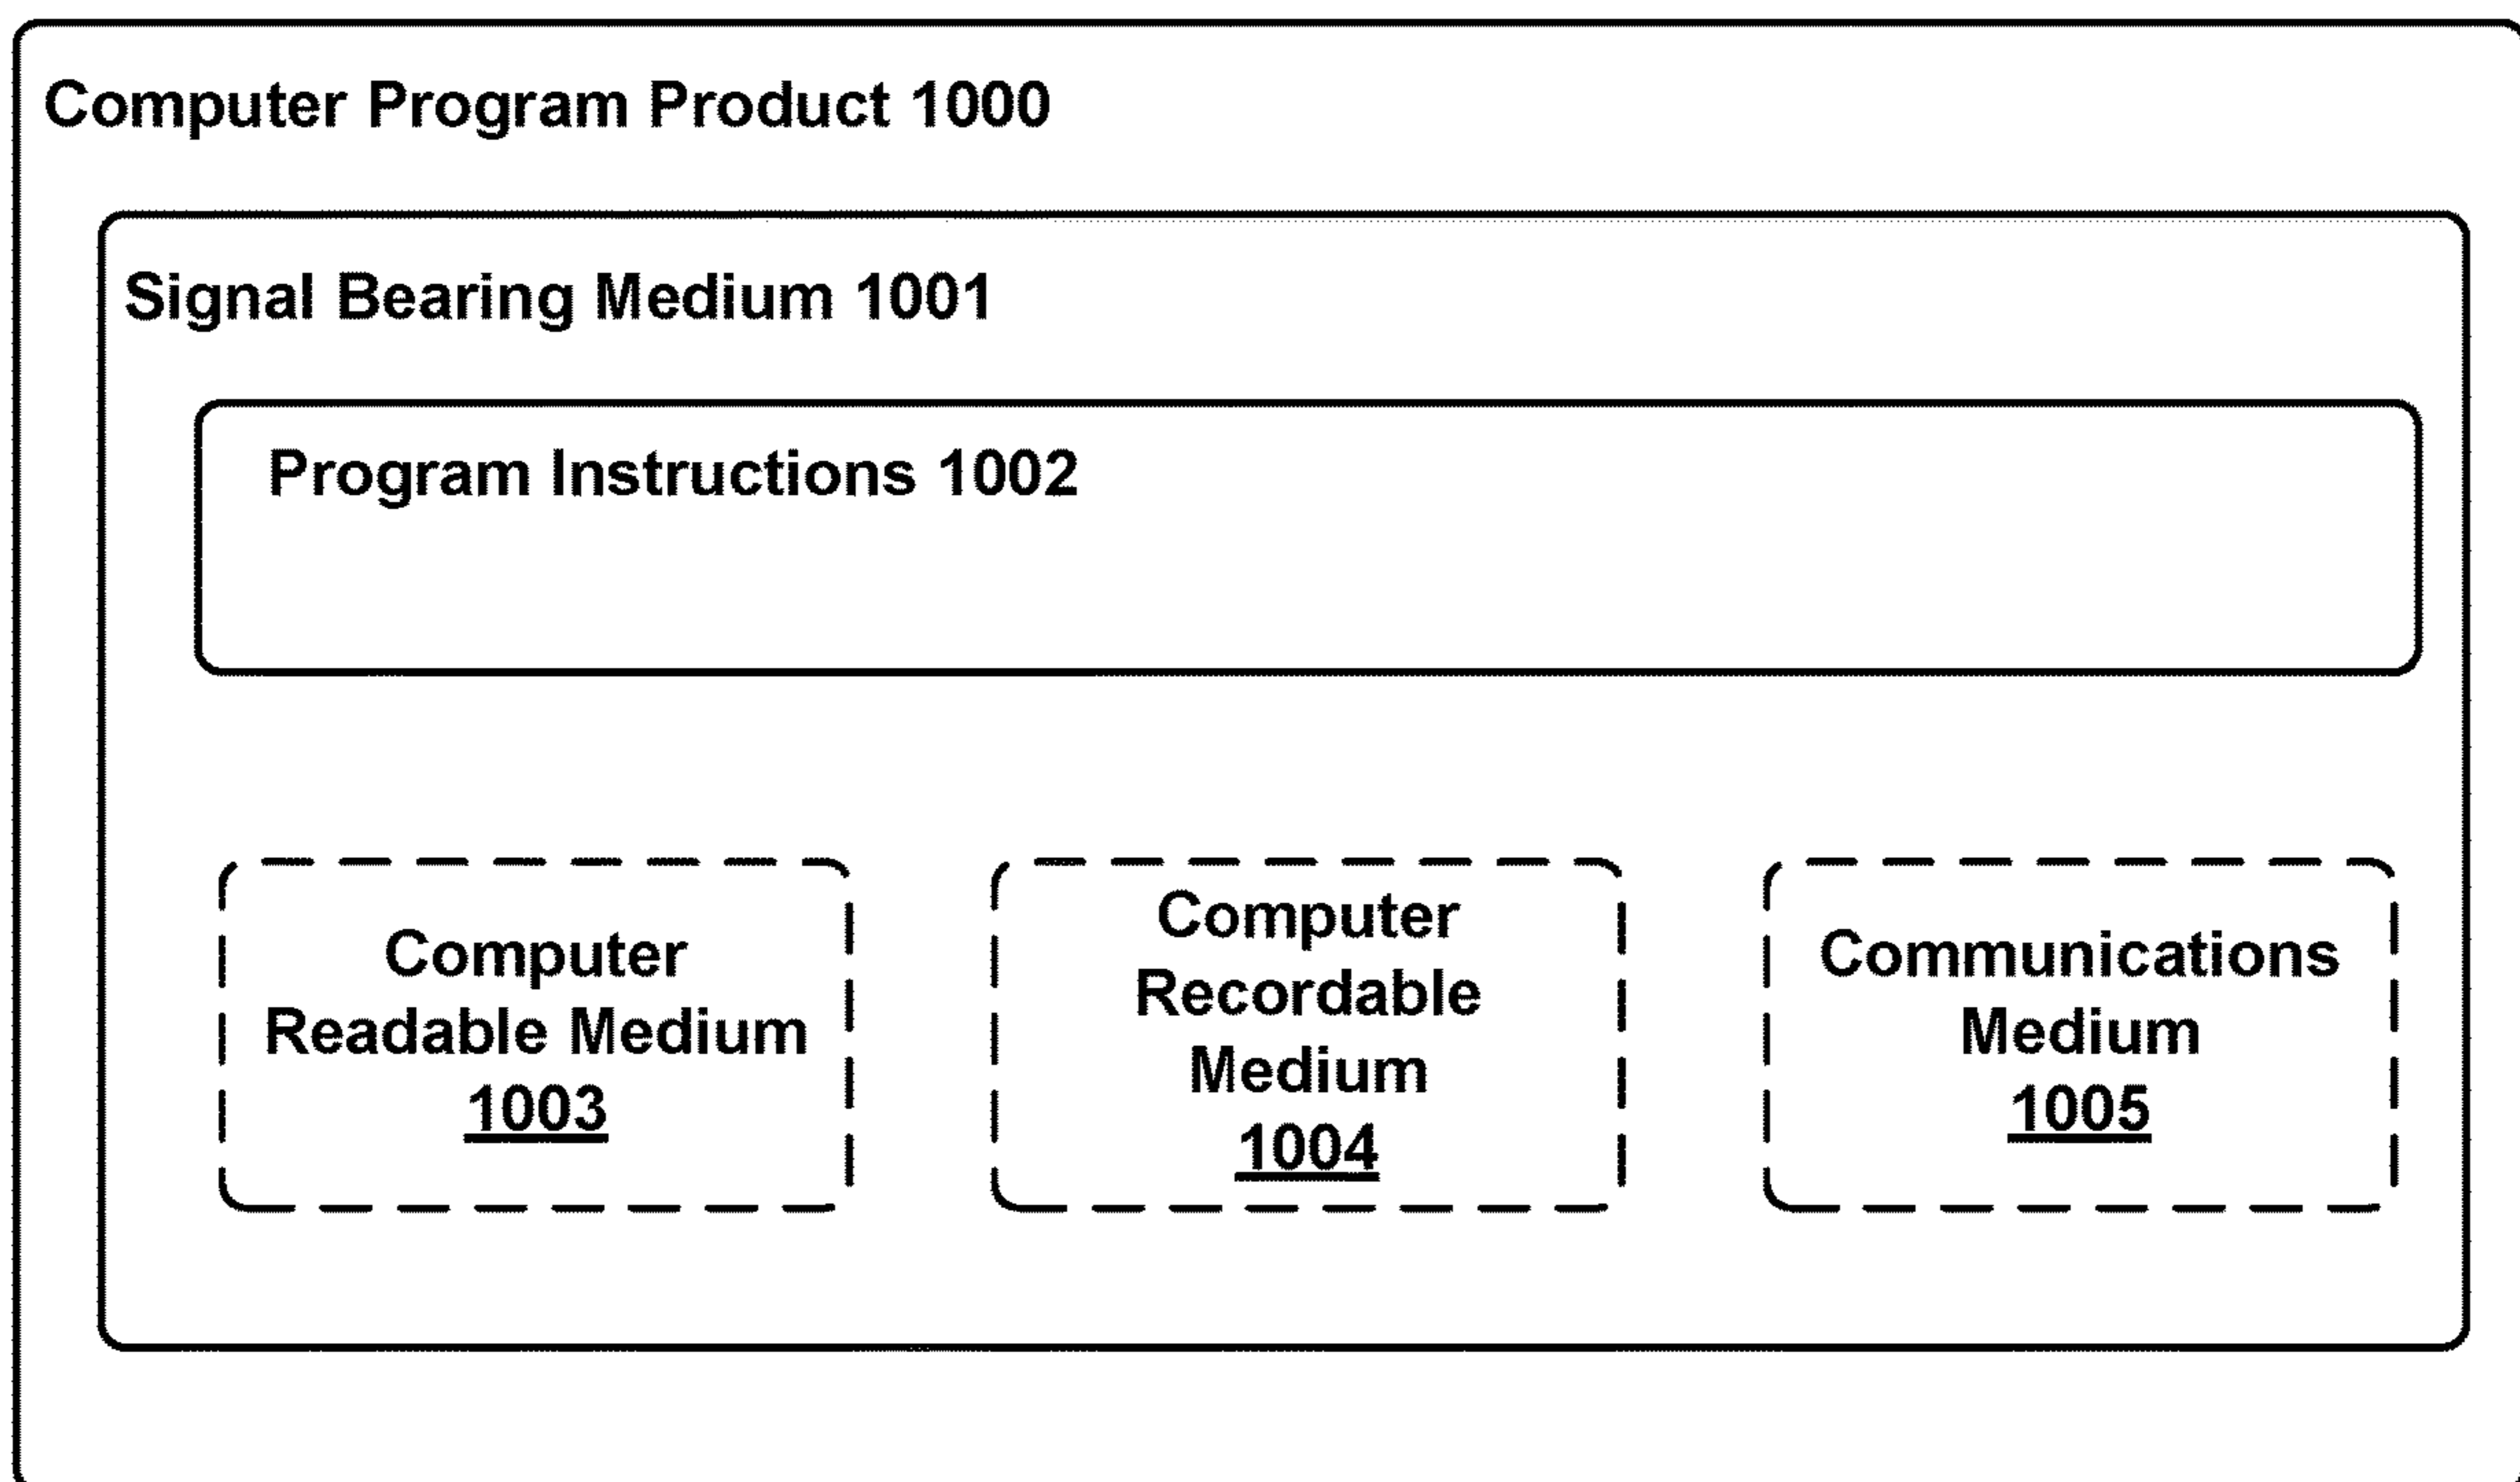 Computer Program Product 1000
Signal Bearing Medium 1001
Program Instructions 1002
Computer
Readable Medium
1003
Computer
Recordable
Medium
1004
Communications
Medium
1005